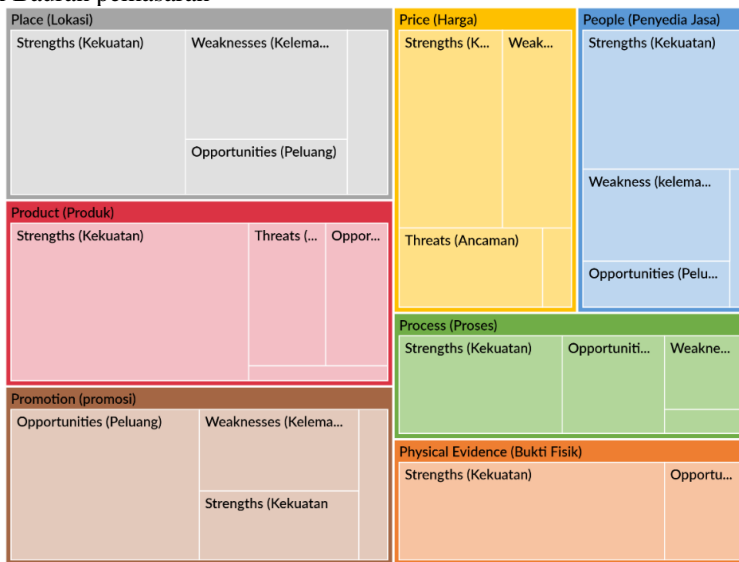 Bauran pemasaran
Place (Lokasi)
Strengths (Kekuatan)
Weaknesses (Kelema...
Opportunities (Peluang)
Product (Produk)
Strengths (Kekuatan)
Threats (...
Oppor...
Promotion (promosi)
Opportunities (Peluang)
Weaknesses (Kelema...
Strengths (Kekuatan
Price (Harga)
Strengths (K...
Weak...
Threats (Ancaman)
People (Penyedia Jasa)
Strengths (Kekuatan)
Weakness (kelema...
Opportunities (Pelu...
Process (Proses)
Strengths (Kekuatan)
Opportuniti...
Weakne...
Physical Evidence (Bukti Fisik)
Strengths (Kekuatan)
Opportu...